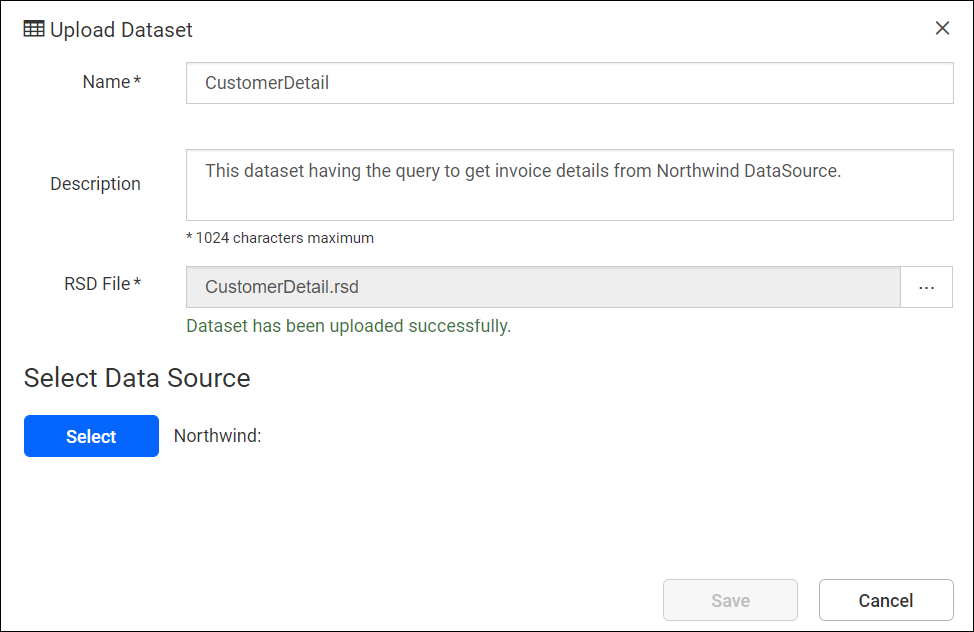 Upload Dataset
Name *
CustomerDetail
Description
This dataset having the query to get invoice details from Northwind DataSource.
* 1024 characters maximum
RSD File *
CustomerDetail.rsd
...
Dataset has been uploaded successfully.
Select Data Source
Select
Northwind:
Save
Cancel